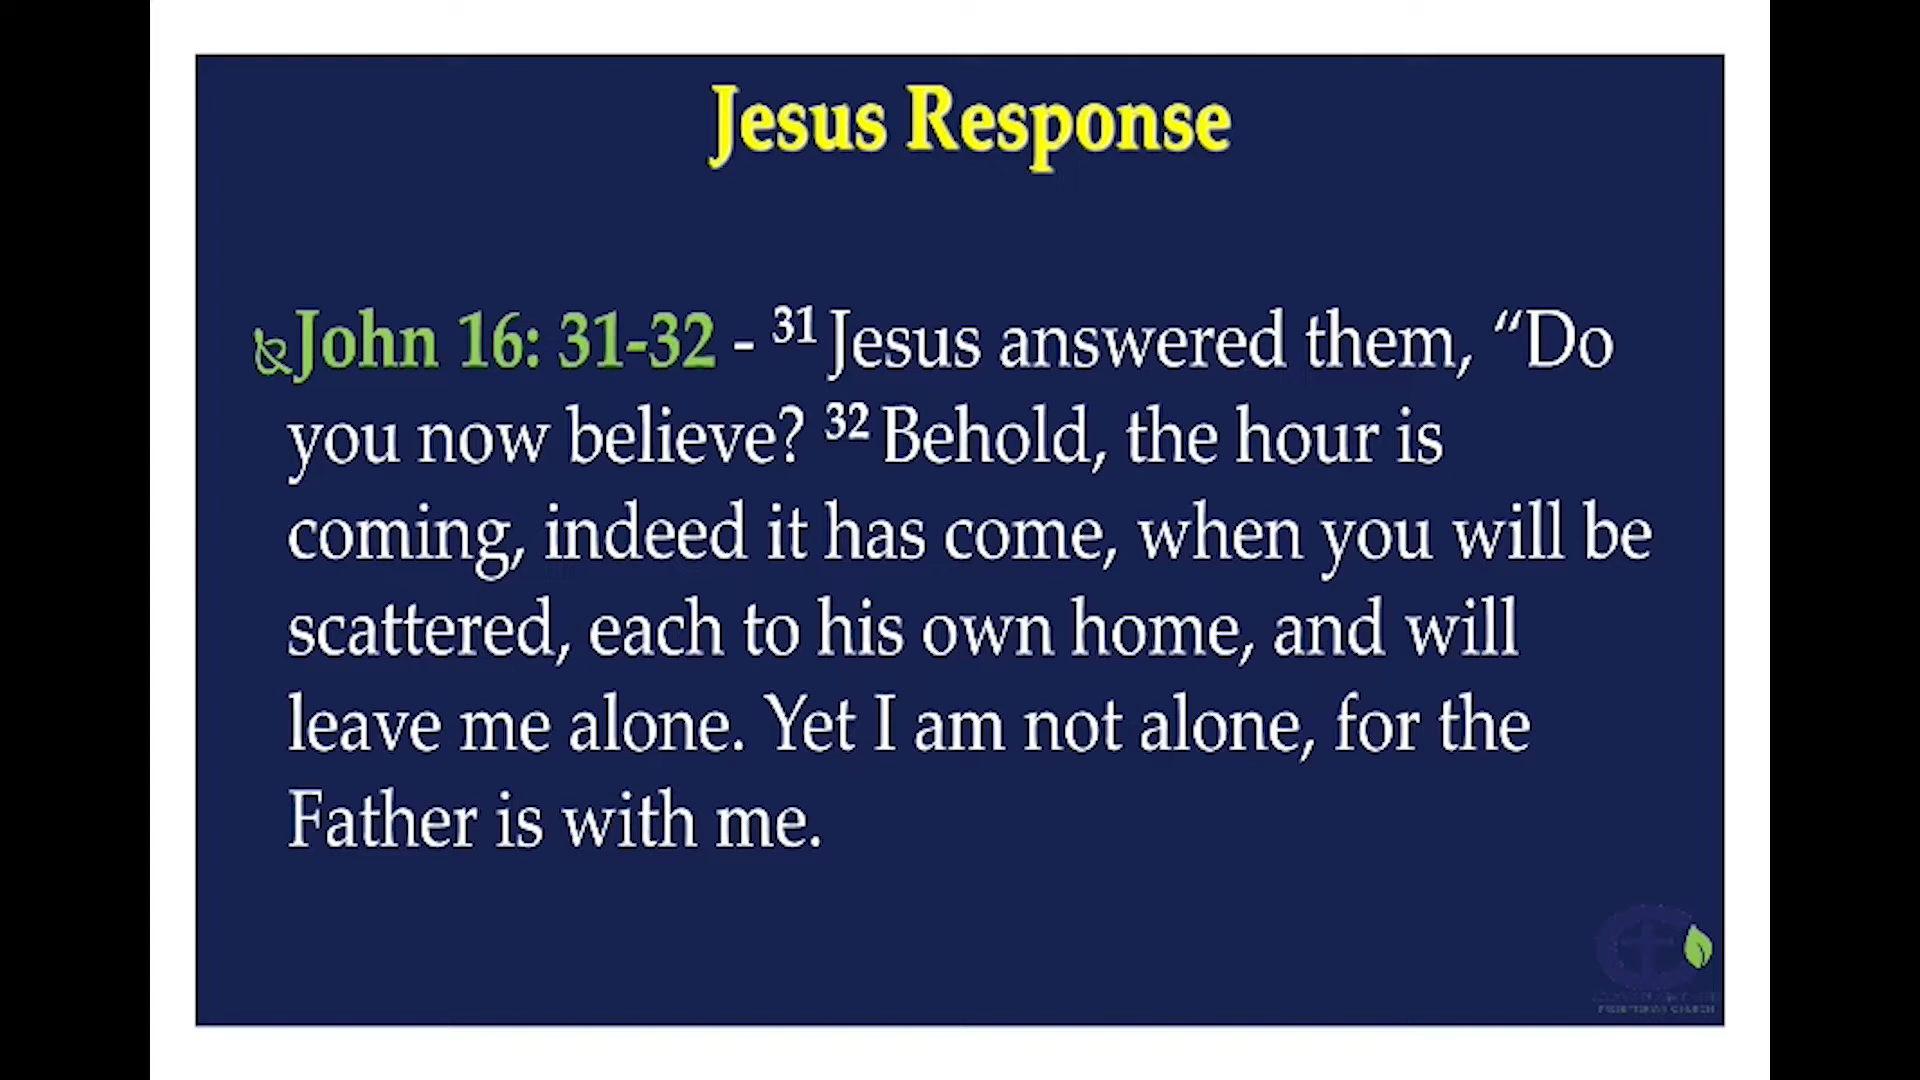 Jesus Response
John 16: 31-32 - 31 Jesus answered them, “Do
you now believe? 32 Behold, the hour is
coming, indeed it has come, when you will be
scattered, each to his own home, and will
leave me alone. Yet I am not alone, for the
Father is with me.
PRESBYTERIAN CHURCH